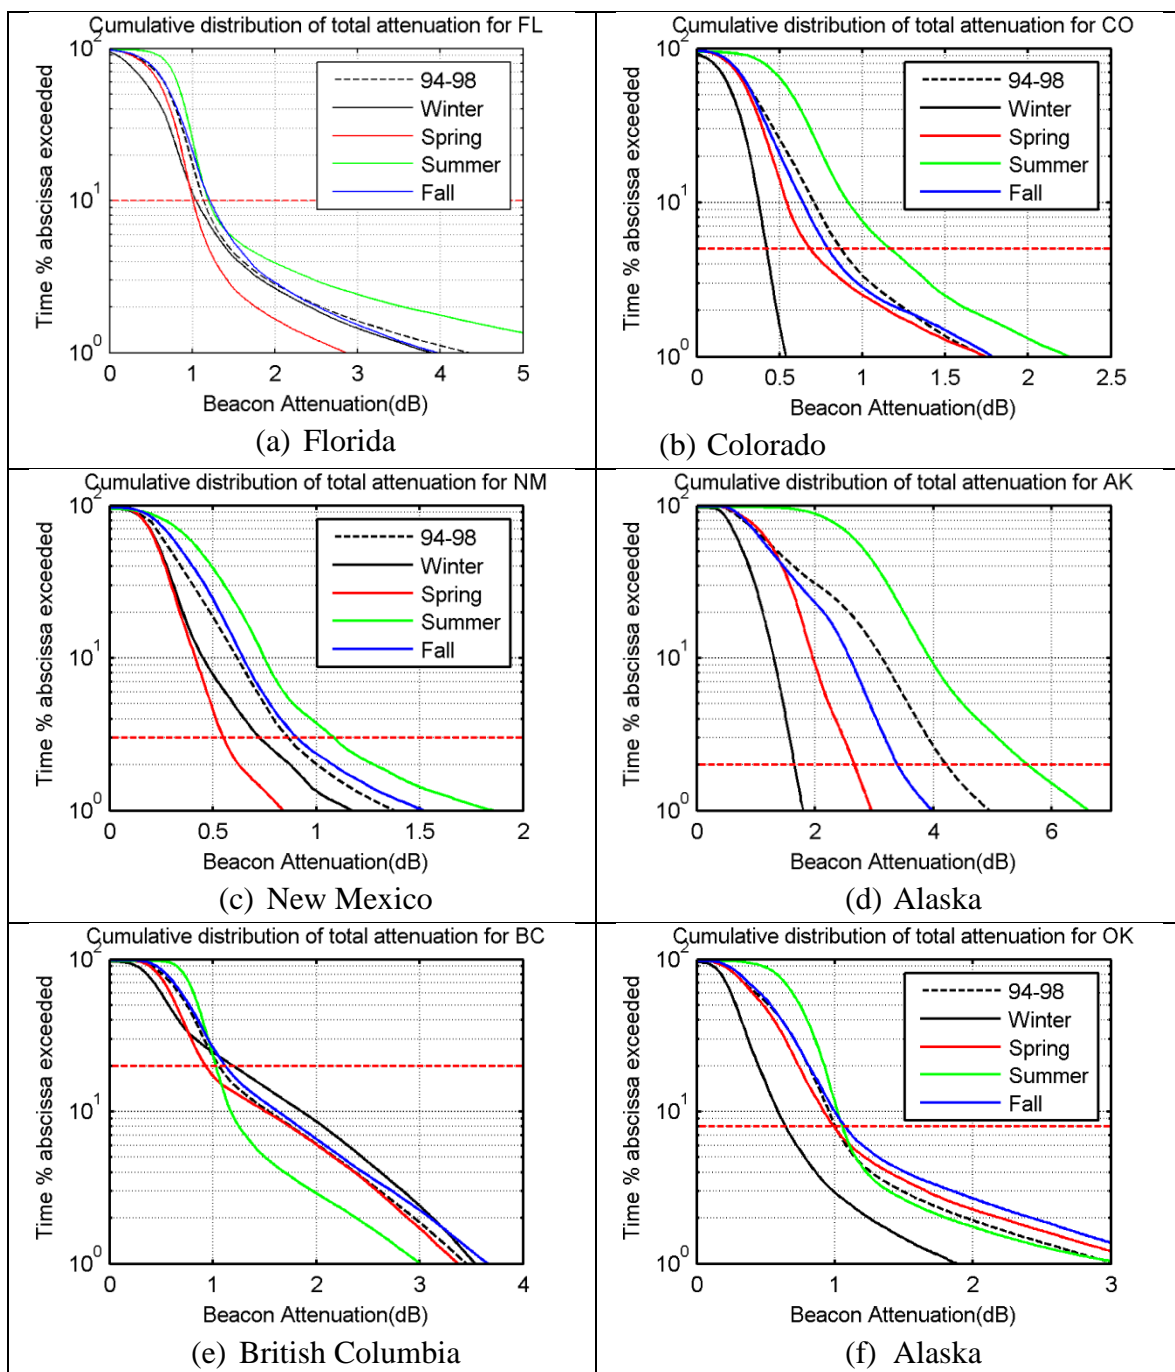 Cumulative distribution of total attenuation for FL
10^2
10^1
10^0
Time % abscissa exceeded
94-98
Winter
Spring
Summer
Fall
0 1 2 3 4 5
Beacon Attenuation(dB)
(a) Florida
Cumulative distribution of total attenuation for CO
10^2
10^1
10^0
Time % abscissa exceeded
94-98
Winter
Spring
Summer
Fall
0 0.5 1 1.5 2 2.5
Beacon Attenuation(dB)
(b) Colorado
Cumulative distribution of total attenuation for NM
10^2
10^1
10^0
Time % abscissa exceeded
94-98
Winter
Spring
Summer
Fall
0 0.5 1 1.5 2
Beacon Attenuation(dB)
(c) New Mexico
Cumulative distribution of total attenuation for AK
10^2
10^1
10^0
Time % abscissa exceeded
0 2 4 6
Beacon Attenuation(dB)
(d) Alaska
Cumulative distribution of total attenuation for BC
10^2
10^1
10^0
Time % abscissa exceeded
0 1 2 3 4
Beacon Attenuation(dB)
(e) British Columbia
Cumulative distribution of total attenuation for OK
10^2
10^1
10^0
Time % abscissa exceeded
94-98
Winter
Spring
Summer
Fall
0 1 2 3
Beacon Attenuation(dB)
(f) Alaska